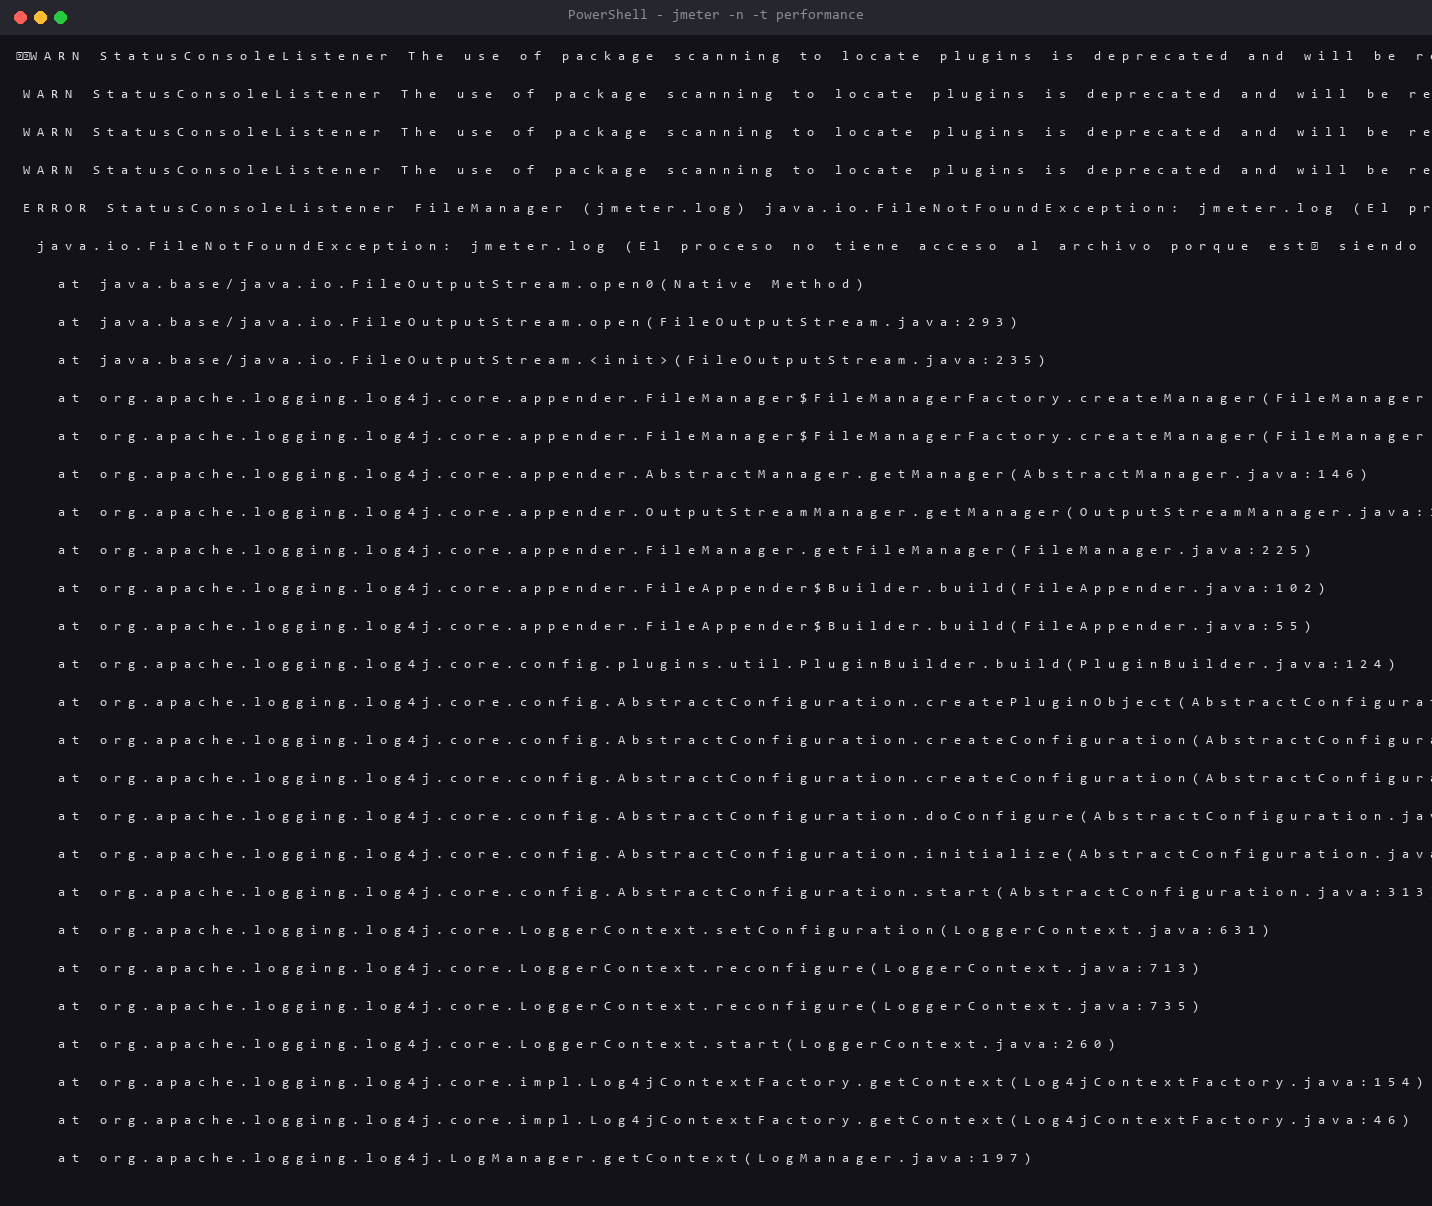 PowerShell - jmeter -n -t performance
WARN StatusConsoleListener The use of package scanning to locate plugins is deprecated and will be
WARN StatusConsoleListener The use of package scanning to locate plugins is deprecated and will be re
WARN StatusConsoleListener The use of package scanning to locate plugins is deprecated and will be re
WARN StatusConsoleListener The use of package scanning to locate plugins is deprecated and will be re
ERROR StatusConsoleListener FileManager (jmeter.log) java.io.FileNotFoundException: jmeter.log (El pr
java.io.FileNotFoundException: jmeter.log (El proceso no tiene acceso al archivo porque est� siendo
at java.base/java.io.FileOutputStream.open0(Native Method)
at java.base/java.io.FileOutputStream.open(FileOutputStream.java:293)
at java.base/java.io.FileOutputStream.<init>(FileOutputStream.java:235)
at org.apache.logging.log4j.core.appender.FileManager$FileManagerFactory.createManager(FileManager
at org.apache.logging.log4j.core.appender.FileManager$FileManagerFactory.createManager(FileManager
at org.apache.logging.log4j.core.appender.AbstractManager.getManager(AbstractManager.java:146)
at org.apache.logging.log4j.core.appender.OutputStreamManager.getManager(OutputStreamManager.java:
at org.apache.logging.log4j.core.appender.FileManager.getFileManager(FileManager.java:225)
at org.apache.logging.log4j.core.appender.FileAppender$Builder.build(FileAppender.java:102)
at org.apache.logging.log4j.core.appender.FileAppender$Builder.build(FileAppender.java:55)
at org.apache.logging.log4j.core.config.plugins.util.PluginBuilder.build(PluginBuilder.java:124)
at org.apache.logging.log4j.core.config.AbstractConfiguration.createPluginObject(AbstractConfigurat
at org.apache.logging.log4j.core.config.AbstractConfiguration.createConfiguration(AbstractConfigura
at org.apache.logging.log4j.core.config.AbstractConfiguration.createConfiguration(AbstractConfigura
at org.apache.logging.log4j.core.config.AbstractConfiguration.doConfigure(AbstractConfiguration.jav
at org.apache.logging.log4j.core.config.AbstractConfiguration.initialize(AbstractConfiguration.java
at org.apache.logging.log4j.core.config.AbstractConfiguration.start(AbstractConfiguration.java:313
at org.apache.logging.log4j.core.LoggerContext.setConfiguration(LoggerContext.java:631)
at org.apache.logging.log4j.core.LoggerContext.reconfigure(LoggerContext.java:713)
at org.apache.logging.log4j.core.LoggerContext.reconfigure(LoggerContext.java:735)
at org.apache.logging.log4j.core.LoggerContext.start(LoggerContext.java:260)
at org.apache.logging.log4j.core.impl.Log4jContextFactory.getContext(Log4jContextFactory.java:154)
at org.apache.logging.log4j.core.impl.Log4jContextFactory.getContext(Log4jContextFactory.java:46)
at org.apache.logging.log4j.LogManager.getContext(LogManager.java:197)